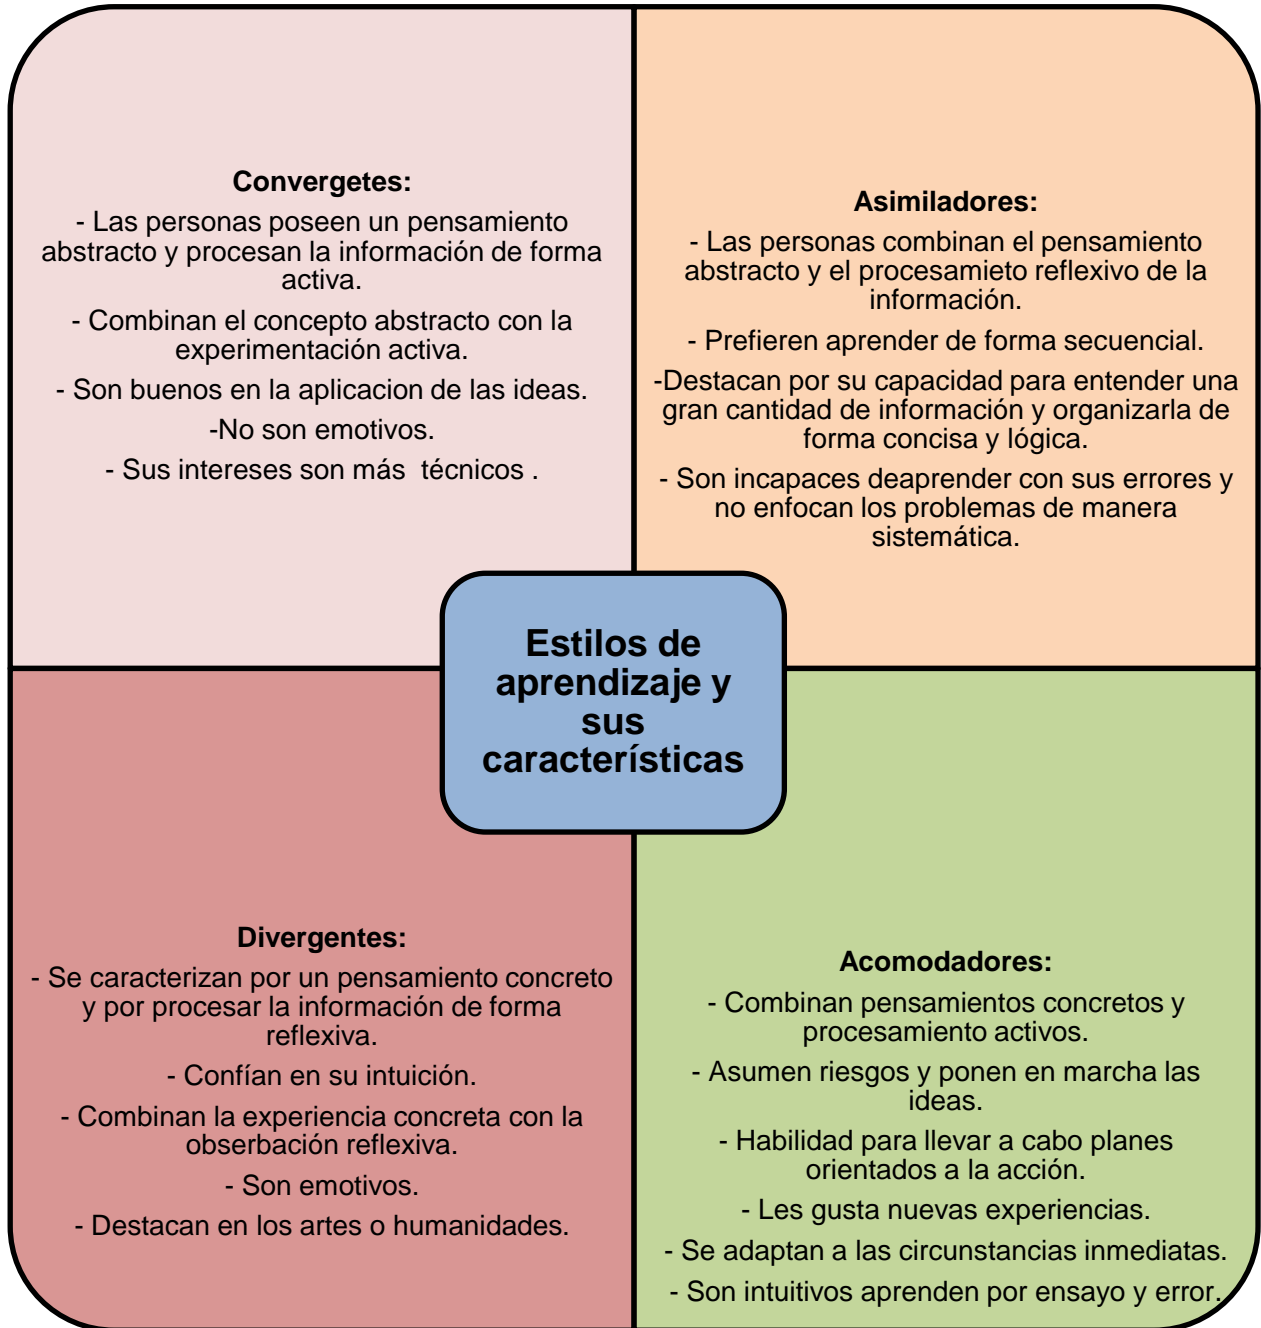 Convergetes:
- Las personas poseen un pensamiento
abstracto y procesan la información de forma
activa.
- Combinan el concepto abstracto con la
experimentación activa.
- Son buenos en la aplicacion de las ideas.
-No son emotivos.
- Sus intereses son más  técnicos .
Asimiladores:
- Las personas combinan el pensamiento
abstracto y el procesamieto reflexivo de la
información.
- Prefieren aprender de forma secuencial.
-Destacan por su capacidad para entender una
gran cantidad de información y organizarla de
forma concisa y lógica.
- Son incapaces deaprender con sus errores y
no enfocan los problemas de manera
sistemática.
Estilos de
aprendizaje y
sus
características
Divergentes:
- Se caracterizan por un pensamiento concreto
y por procesar la información de forma
reflexiva.
- Confían en su intuición.
- Combinan la experiencia concreta con la
obserbación reflexiva.
- Son emotivos.
- Destacan en los artes o humanidades.
Acomodadores:
- Combinan pensamientos concretos y
procesamiento activos.
- Asumen riesgos y ponen en marcha las
ideas.
- Habilidad para llevar a cabo planes
orientados a la acción.
- Les gusta nuevas experiencias.
- Se adaptan a las circunstancias inmediatas.
- Son intuitivos aprenden por ensayo y error.